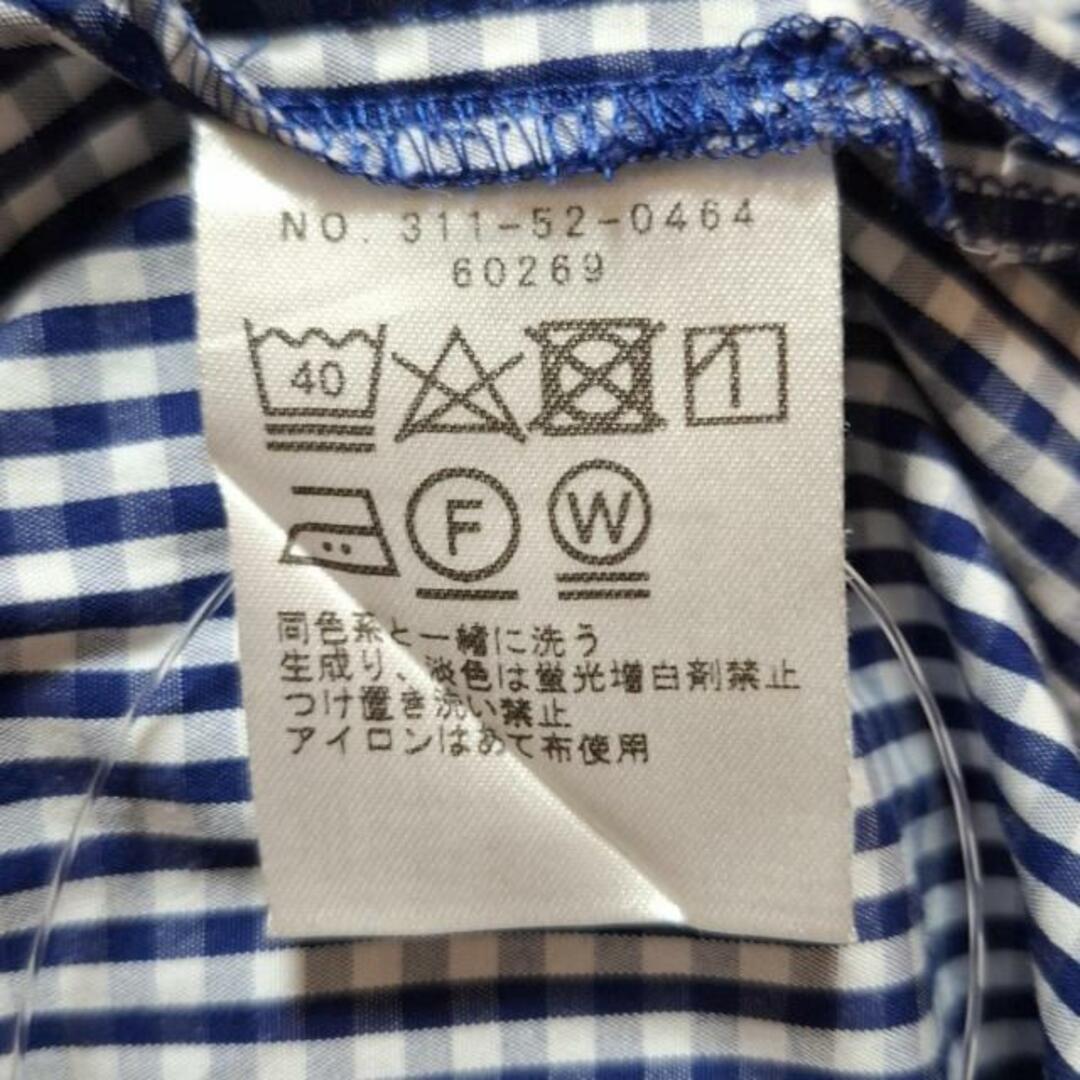 NO. 311-52-0464
60269
40
F W
同色系と一緒に洗う
生成り、淡色は蛍光増白剤禁止
つけ置き洗い禁止
アイロンはあて布使用